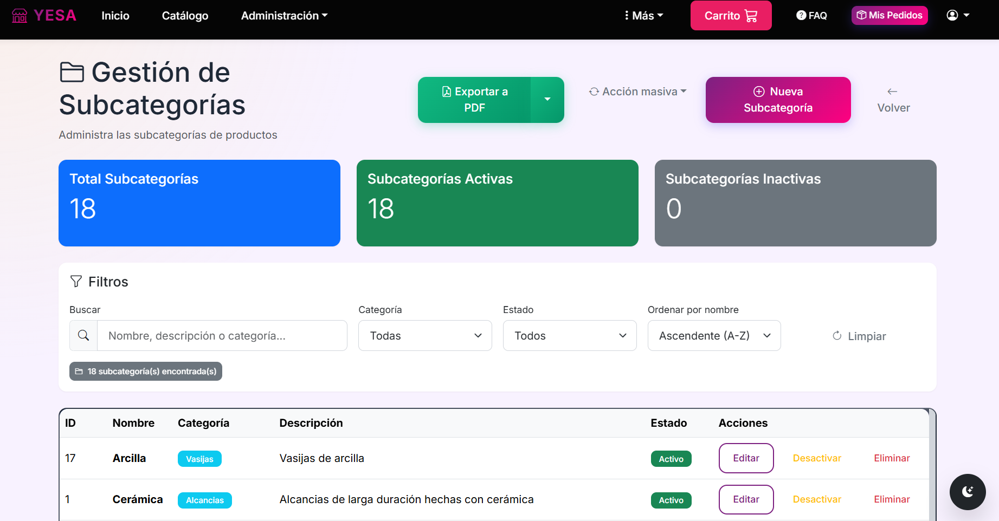 YESA
Inicio
Catálogo
Administración
Más
Carrito
FAQ
Mis Pedidos
Gestión de
Subcategorías
Administra las subcategorías de productos
Exportar a
PDF
Acción masiva
Nueva
Subcategoría
Volver
Total Subcategorías
18
Subcategorías Activas
18
Subcategorías Inactivas
0
Filtros
Buscar
Nombre, descripción o categoría...
Categoría
Todas
Estado
Todos
Ordenar por nombre
Ascendente (A-Z)
Limpiar
18 subcategoría(s) encontrada(s)
ID Nombre Categoría Descripción Estado Acciones
17 Arcilla Vasijas Vasijas de arcilla Activo Editar Desactivar Eliminar
1 Cerámica Alcancias Alcancias de larga duración hechas con cerámica Activo Editar Desactivar Eliminar